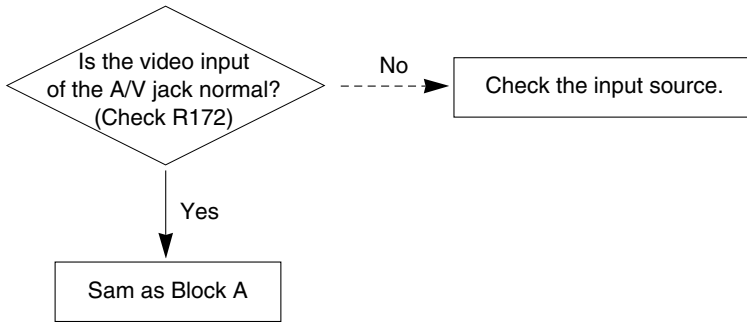 Is the video input
of the A/V jack normal?
(Check R172)
No
Check the input source.
Yes
Sam as Block A